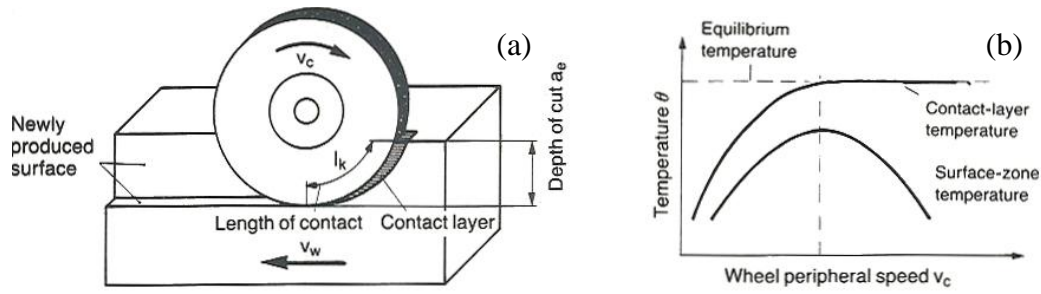 (a)
v_c
Newly
produced
surface
l_k
Depth of cut a_e
Length of contact
Contact layer
v_w
(b)
Equilibrium
temperature
Contact-layer
temperature
Surface-zone
temperature
Temperature θ
Wheel peripheral speed v_c